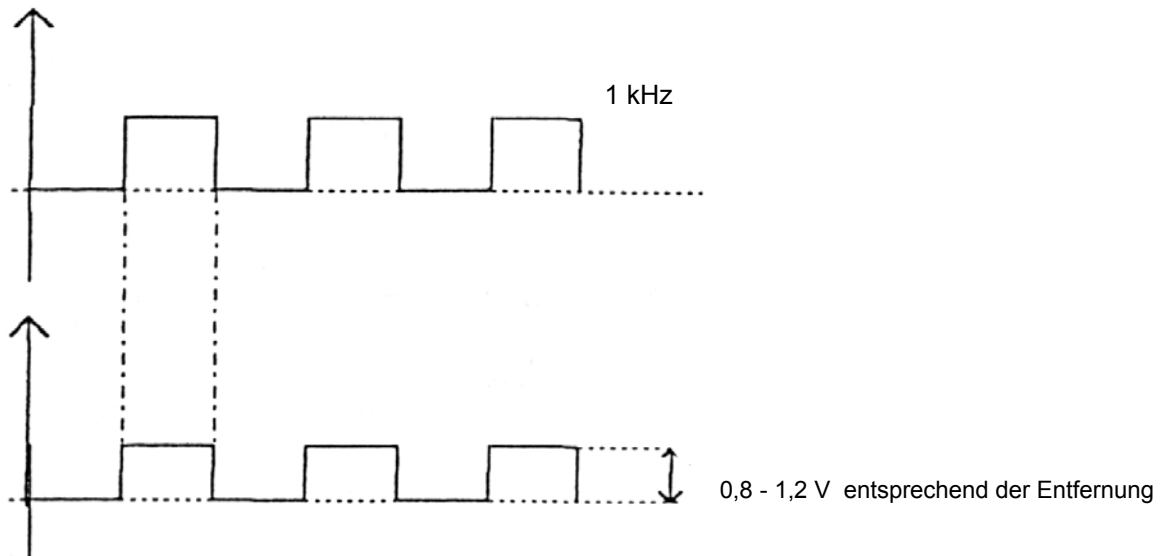 1 kHz
0,8 - 1,2 V entsprechend der Entfernung